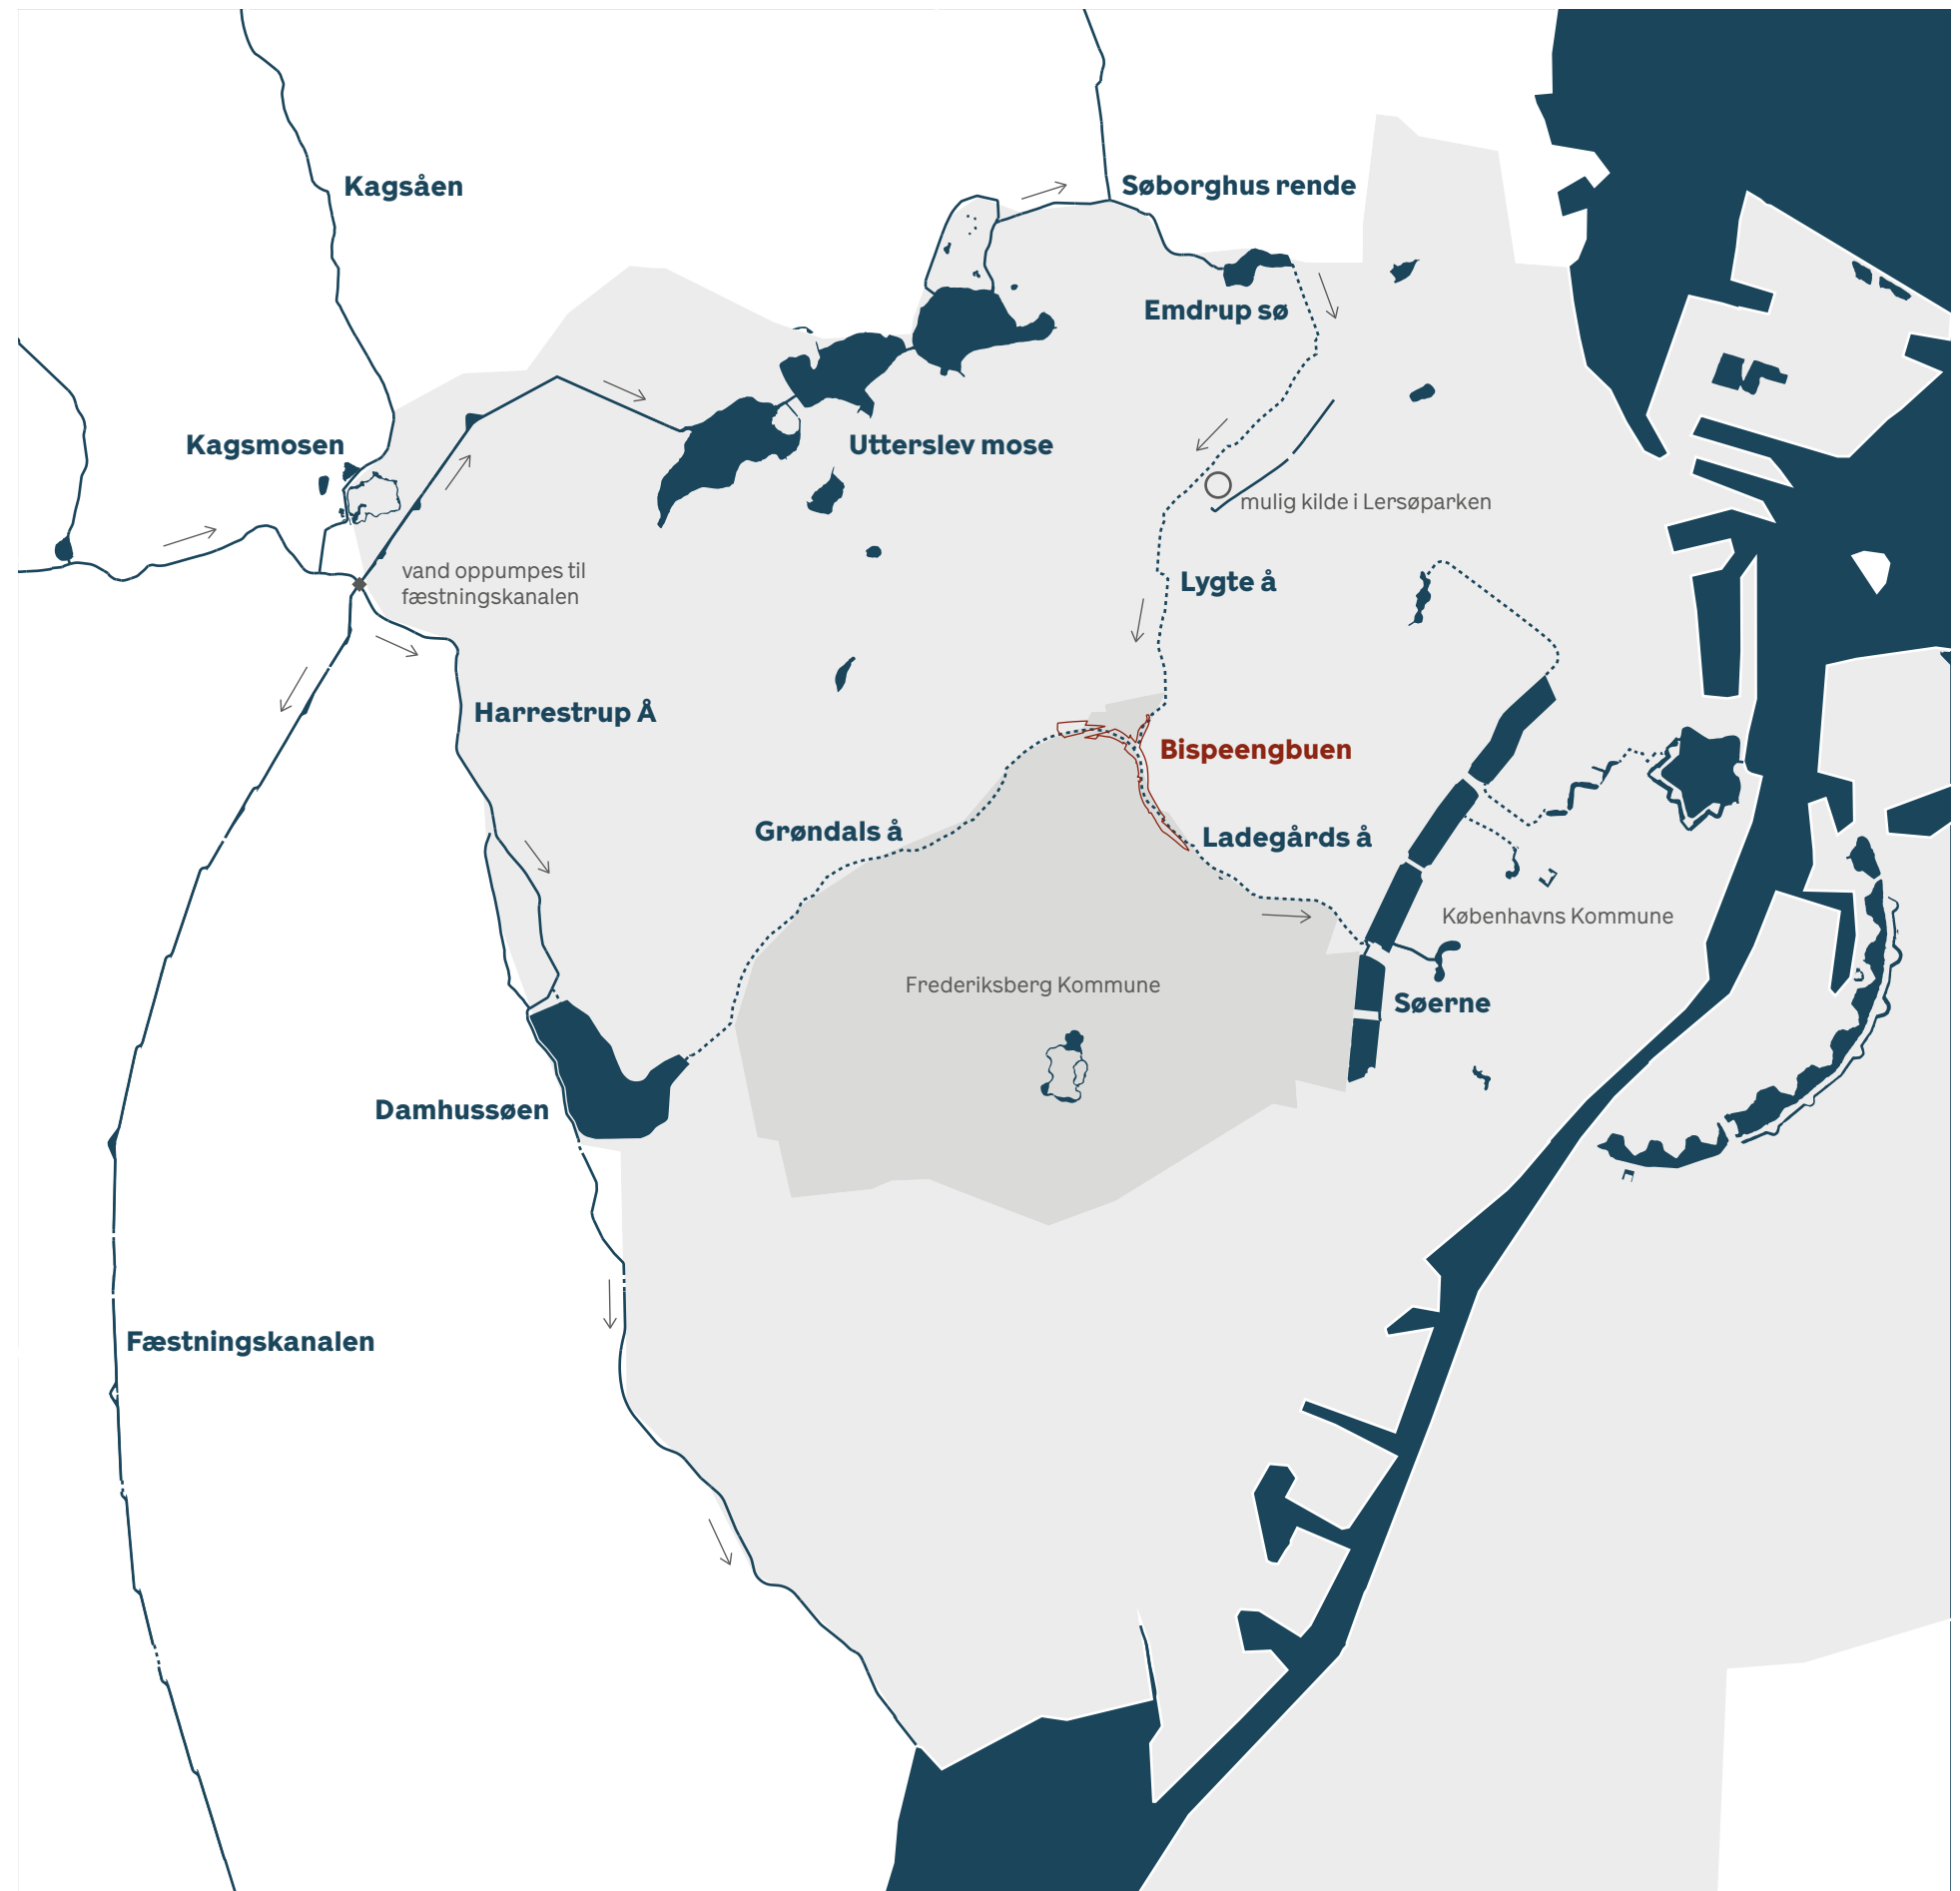 Kagsåen
Søborghus rende
Emdrup sø
Kagsmosen
Utterslev mose
mulig kilde i Lersøparken
vand oppumpes til
fæstningskanalen
Lygte å
Harrestrup Å
Bispeengbuen
Grøndals å
Ladegårds å
Københavns Kommune
Frederiksberg Kommune
Søerne
Damhussøen
Fæstningskanalen